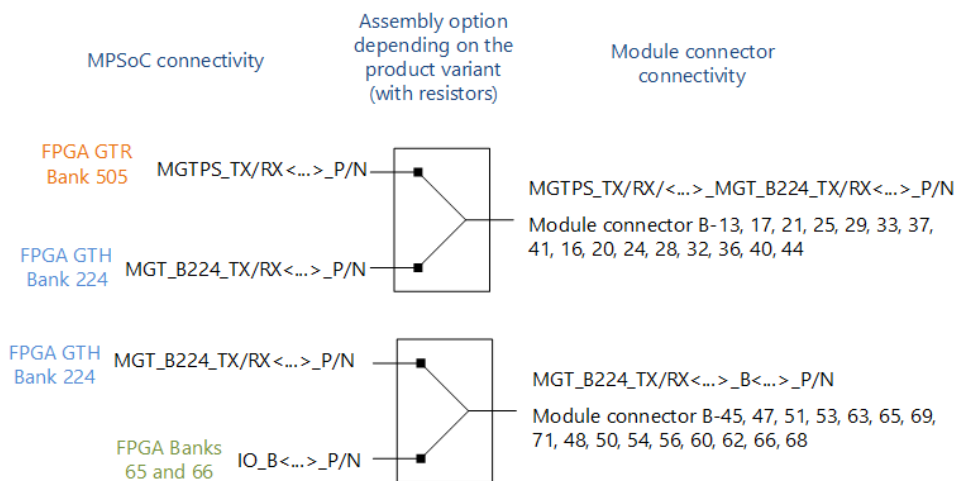 MPSoC connectivity
Assembly option
depending on the
product variant
(with resistors)
Module connector
connectivity
FPGA GTR
Bank 505
MGTPS_TX/RX<...>_P/N
FPGA GTH
Bank 224
MGT_B224_TX/RX<...>_P/N
MGTPS_TX/RX/<...>_MGT_B224_TX/RX<...>_P/N
Module connector B-13, 17, 21, 25, 29, 33, 37,
41, 16, 20, 24, 28, 32, 36, 40, 44
FPGA GTH
Bank 224
MGT_B224_TX/RX<...>_P/N
FPGA Banks
65 and 66
IO_B<...>_P/N
MGT_B224_TX/RX<...>_B<...>_P/N
Module connector B-45, 47, 51, 53, 63, 65, 69,
71, 48, 50, 54, 56, 60, 62, 66, 68